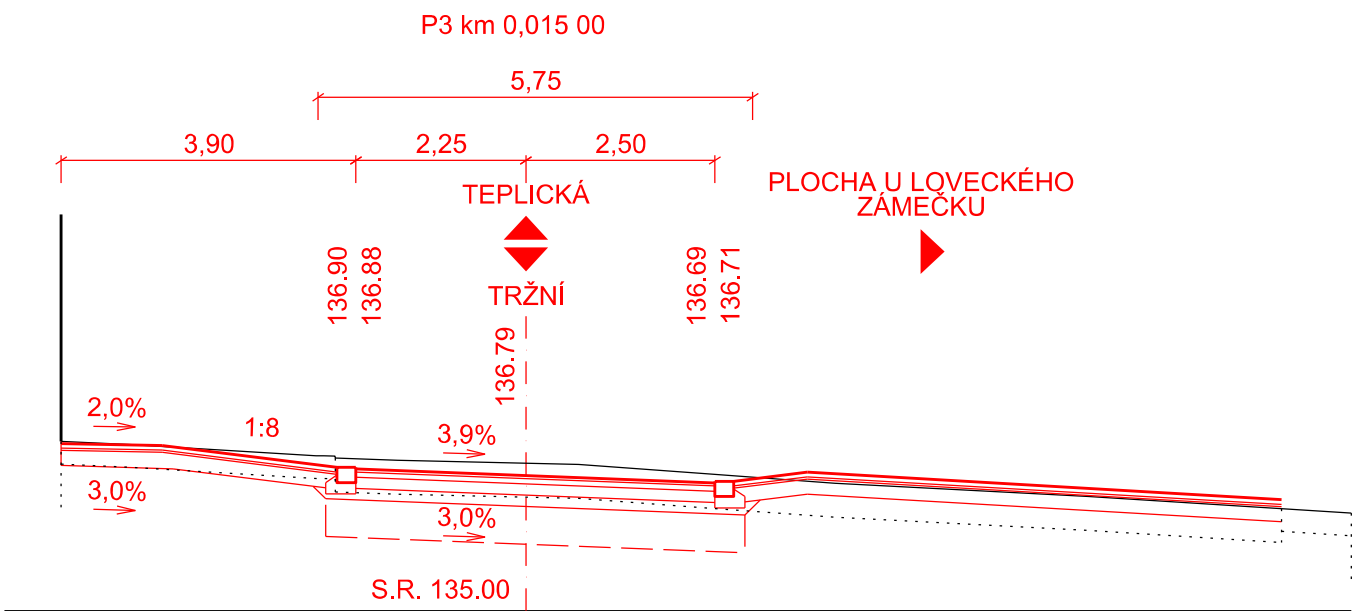 P3 km 0,015 00
5,75
3,90
2,25
2,50
TEPLICKÁ
PLOCHA U LOVECKÉHO
ZÁMEČKU
136.90
136.88
136.69
136.71
TRŽNÍ
136.79
2,0%
1:8
3,9%
3,0%
3,0%
S.R. 135.00